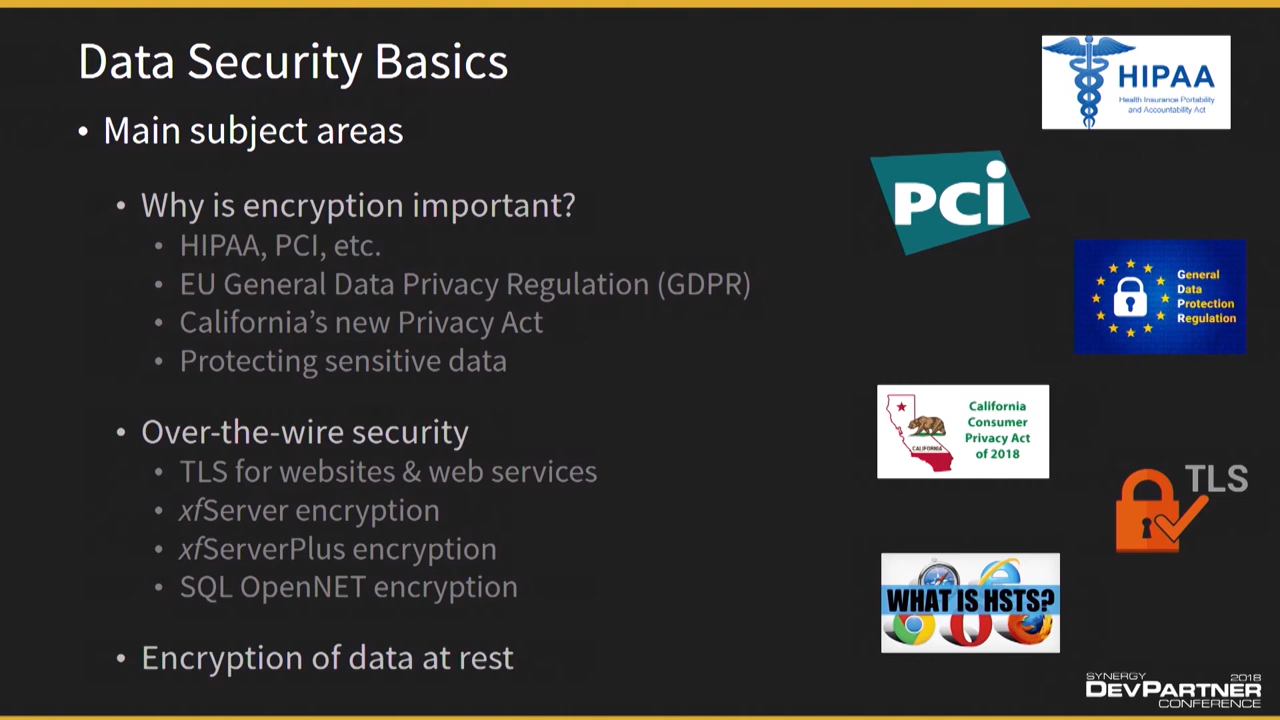 Data Security Basics
• Main subject areas
• Why is encryption important?
• HIPAA, PCI, etc.
• EU General Data Privacy Regulation (GDPR)
• California's new Privacy Act
• Protecting sensitive data
• Over-the-wire security
• TLS for websites & web services
• xfServer encryption
• xfServerPlus encryption
• SQL OpenNET encryption
• Encryption of data at rest
HIPAA
Health Insurance Portability
and Accountability Act
PCi
General
Data
Protection
Regulation
California
Consumer
Privacy Act
of 2018
CALIFORNIA
TLS
WHAT IS HSTS?
SYNERGY 2018
DEVPARTNER
CONFERENCE